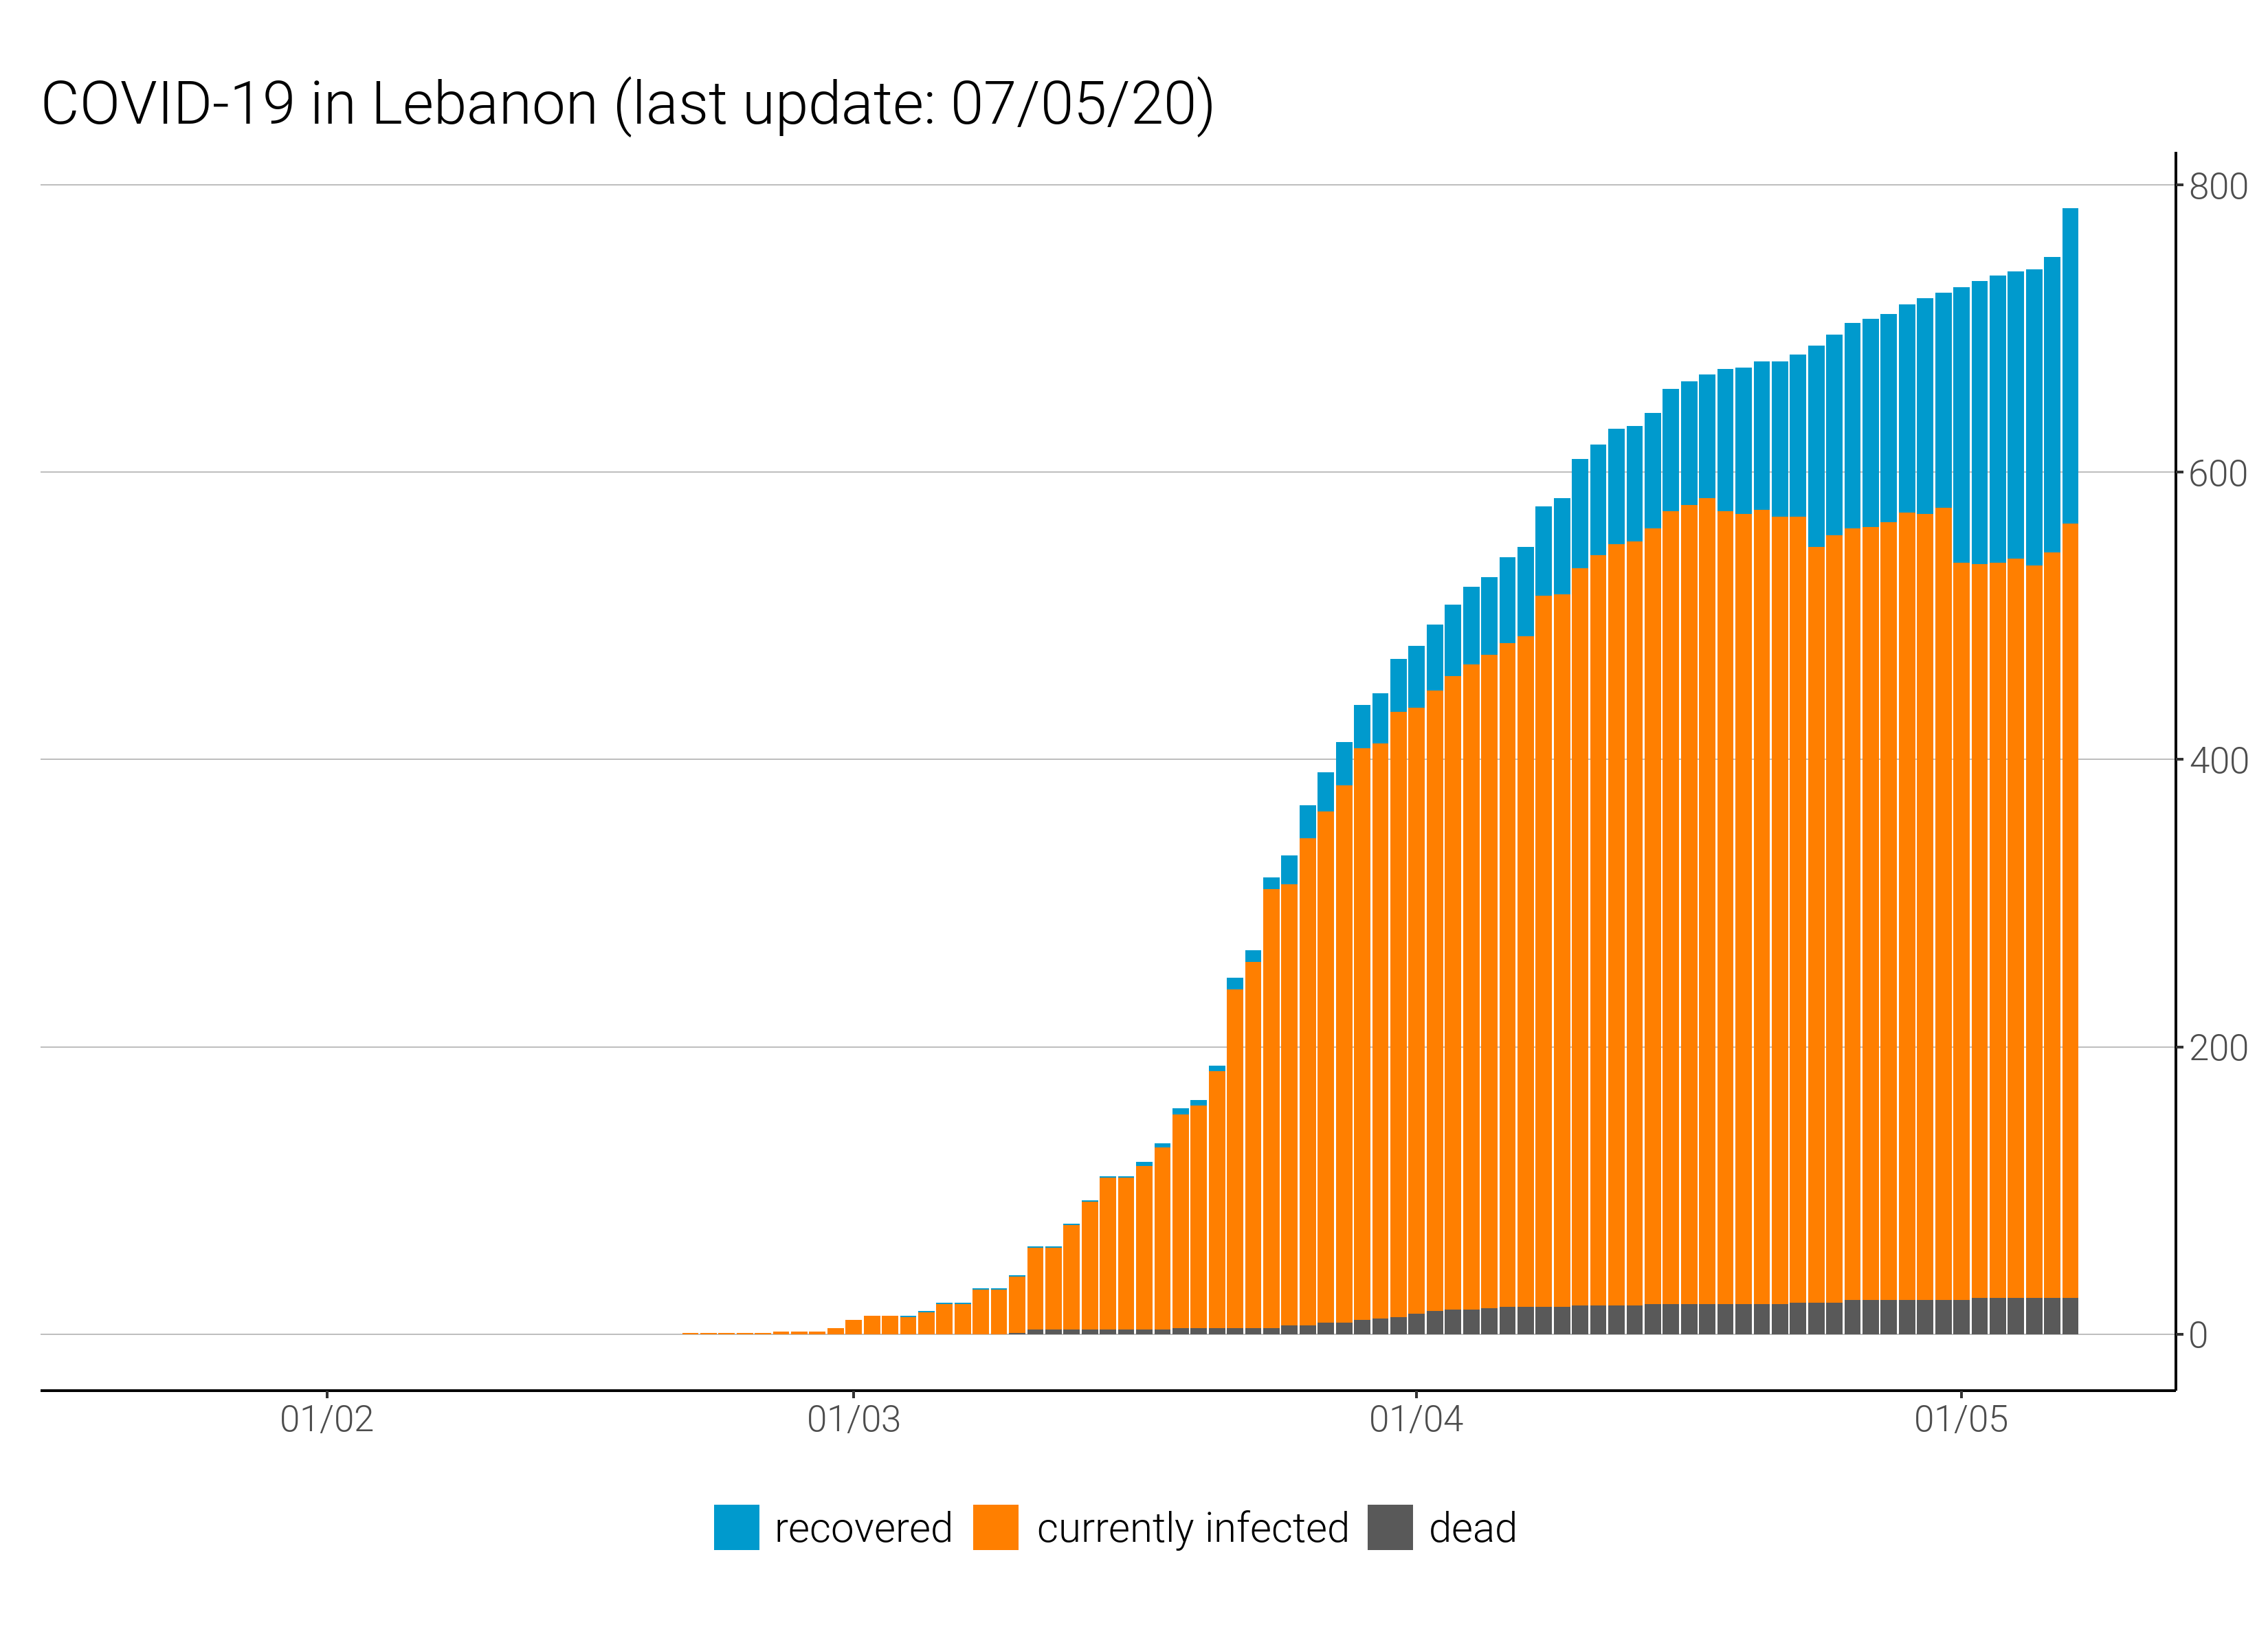 COVID-19 in Lebanon (last update: 07/05/20)
800
600
400
200
0
01/02 01/03 01/04 01/05
recovered currently infected dead